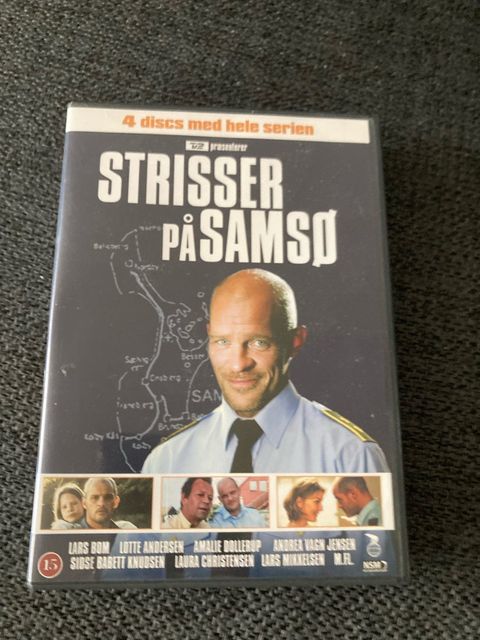 4 discs med hele serien
TV2 præsenterer
STRISSER
PÅ SAMSØ
SAM
LARS BOM LOTTE ANDERSEN AMALIE DOLLERUP ANDREA VAGN JENSEN
SIDSE BABETT KNUDSEN LAURA CHRISTENSEN LARS MIKKELSEN M.FL.
15
NSM